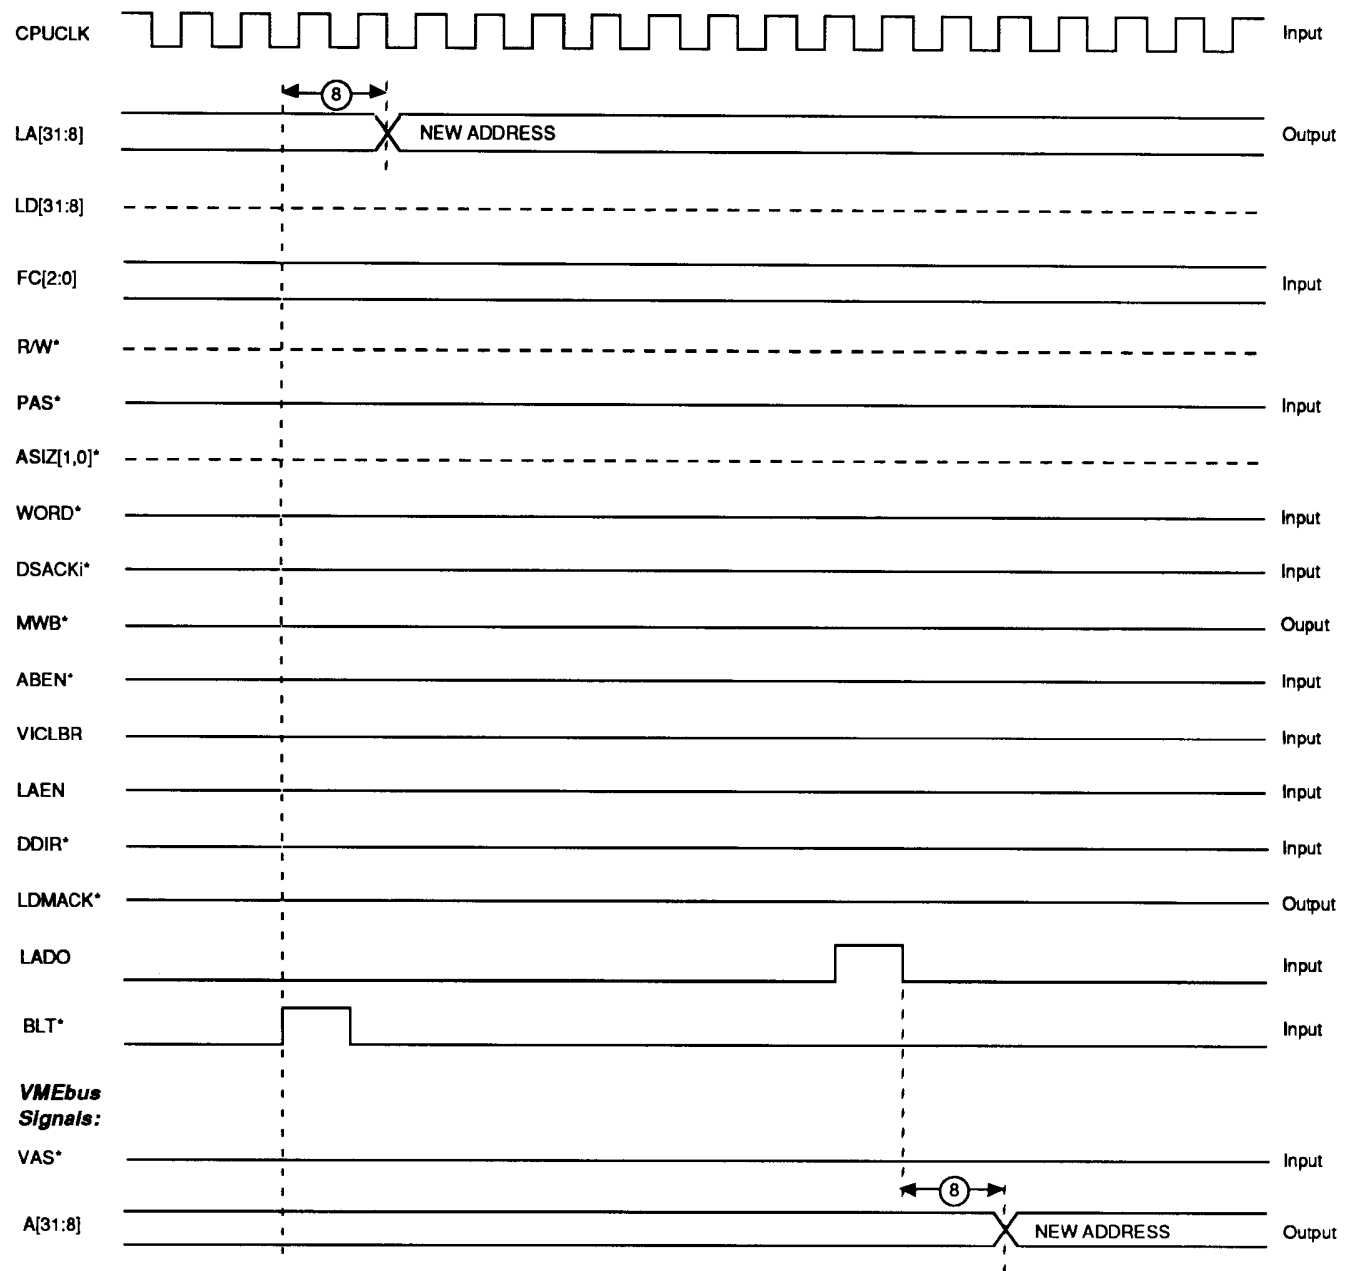 CPUCLK Input
8
LA[31:8] NEW ADDRESS Output
LD[31:8]
FC[2:0] Input
R/W*
PAS* Input
ASIZ[1,0]*
WORD* Input
DSACKi* Input
MWB* Ouput
ABEN* Input
VICLBR Input
LAEN Input
DDIR* Input
LDMACK* Output
LADO Input
BLT* Input
VMEbus
Signals:
VAS* Input
8
A[31:8] NEW ADDRESS Output